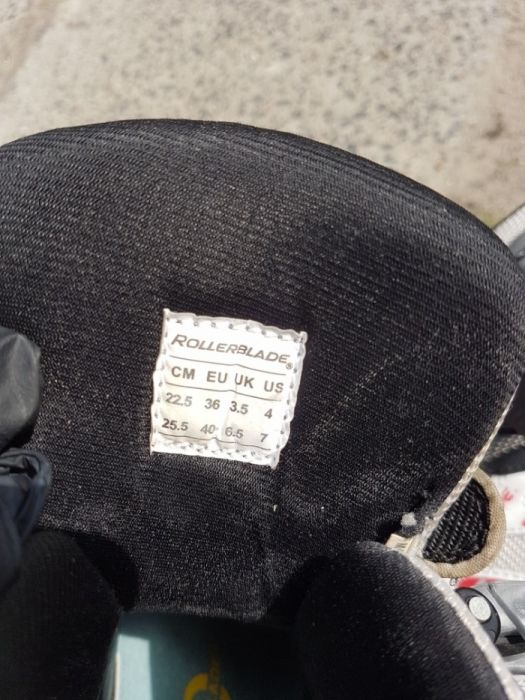 ROLLERBLADE®
CM EU UK US
22.5 36 3.5 4
25.5 40 6.5 7